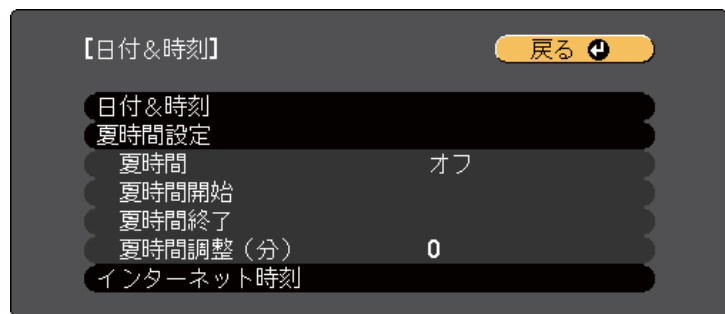 【日付&時刻】
戻る
日付&時刻
夏時間設定
夏時間 オフ
夏時間開始
夏時間終了
夏時間調整(分) 0
インターネット時刻